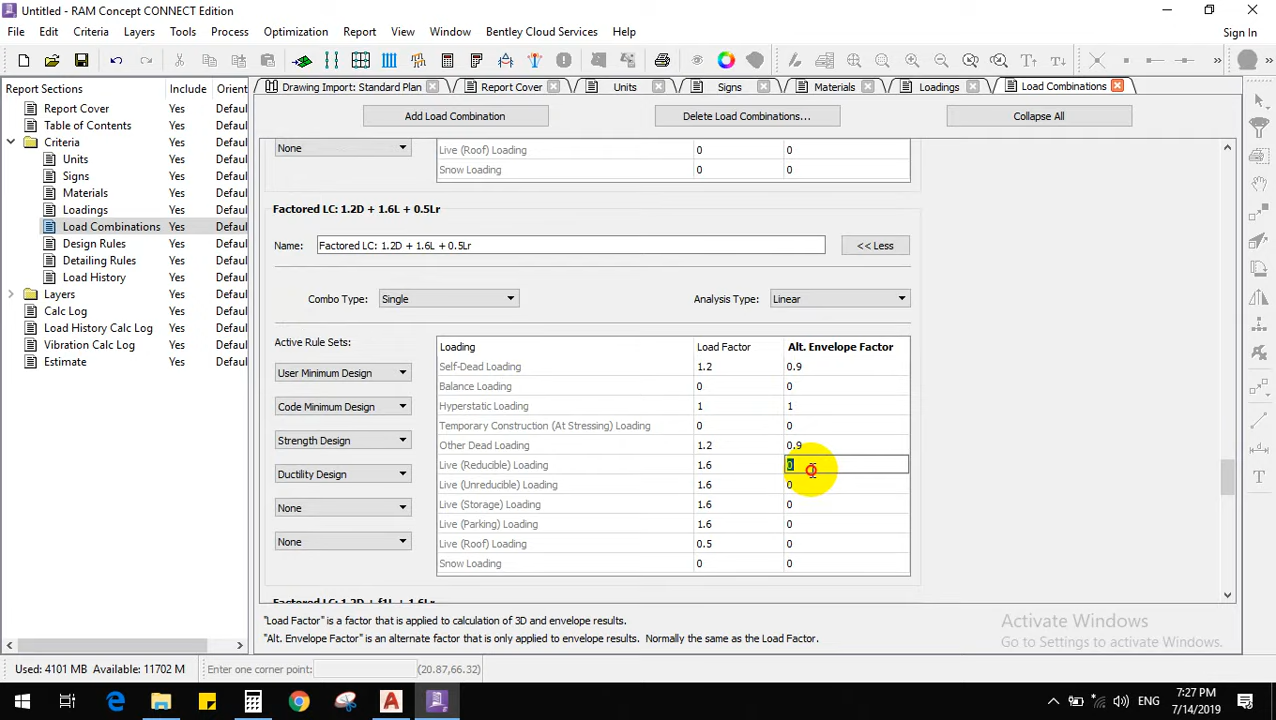 Untitled - RAM Concept CONNECT Edition
File Edit Criteria Layers Tools Process Optimization Report View Window Bentley Cloud Services Help
Sign In
Report Sections Include Orient
Report Cover Yes Defaul
Table of Contents Yes Defaul
Criteria Yes Defaul
Units Yes Defaul
Signs Yes Defaul
Materials Yes Defaul
Loadings Yes Defaul
Load Combinations Yes Defaul
Design Rules Yes Defaul
Detailing Rules Yes Defaul
Load History Yes Defaul
Layers Yes Defaul
Calc Log Yes Defaul
Load History Calc Log Yes Defaul
Vibration Calc Log Yes Defaul
Estimate Yes Defaul
Drawing Import: Standard Plan Report Cover Units Signs Materials Loadings Load Combinations
Add Load Combination Delete Load Combinations... Collapse All
None
Live (Roof) Loading 0 0
Snow Loading 0 0
Factored LC: 1.2D + 1.6L + 0.5Lr
Name: Factored LC: 1.2D + 1.6L + 0.5Lr << Less
Combo Type: Single Analysis Type: Linear
Active Rule Sets:
User Minimum Design
Code Minimum Design
Strength Design
Ductility Design
None
None
Loading Load Factor Alt. Envelope Factor
Self-Dead Loading 1.2 0.9
Balance Loading 0 0
Hyperstatic Loading 1 1
Temporary Construction (At Stressing) Loading 0 0
Other Dead Loading 1.2 0.9
Live (Reducible) Loading 1.6 0
Live (Unreducible) Loading 1.6 0
Live (Storage) Loading 1.6 0
Live (Parking) Loading 1.6 0
Live (Roof) Loading 0.5 0
Snow Loading 0 0
Factored LC: 1.2D + f1L + 1.6Lr
"Load Factor" is a factor that is applied to calculation of 3D and envelope results.
"Alt. Envelope Factor" is an alternate factor that is only applied to envelope results. Normally the same as the Load Factor.
Activate Windows
Go to Settings to activate Windows.
Used: 4101 MB Available: 11702 M Enter one corner point (20.87,66.32)
ENG
7:27 PM
7/14/2019